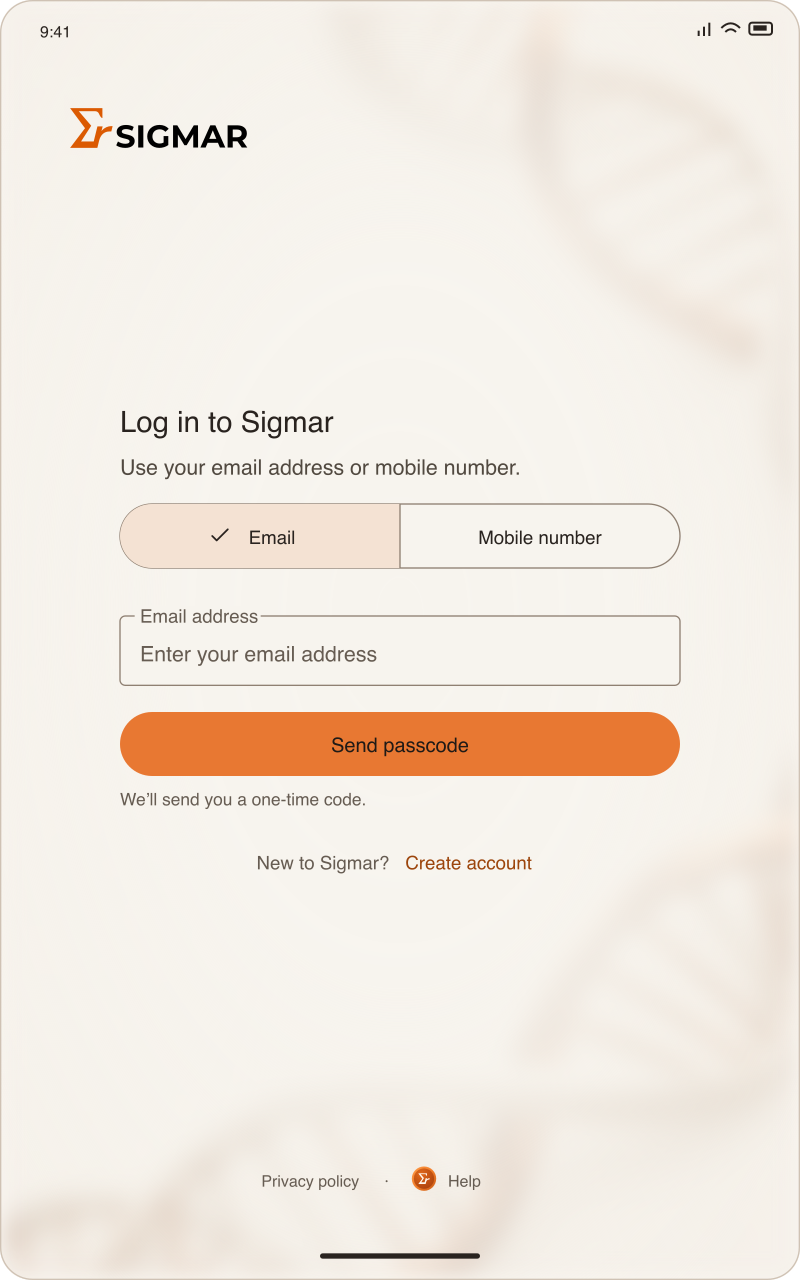 9:41
SIGMAR
Log in to Sigmar
Use your email address or mobile number.
Email
Mobile number
Email address
Enter your email address
Send passcode
We’ll send you a one-time code.
New to Sigmar? Create account
Privacy policy · Help